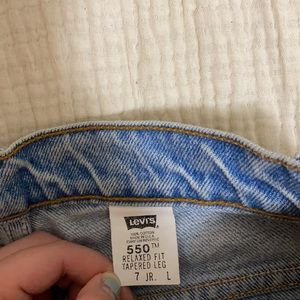 LEVI'S
100% COTTON
550™
RELAXED FIT
TAPERED LEG
7 JR. L